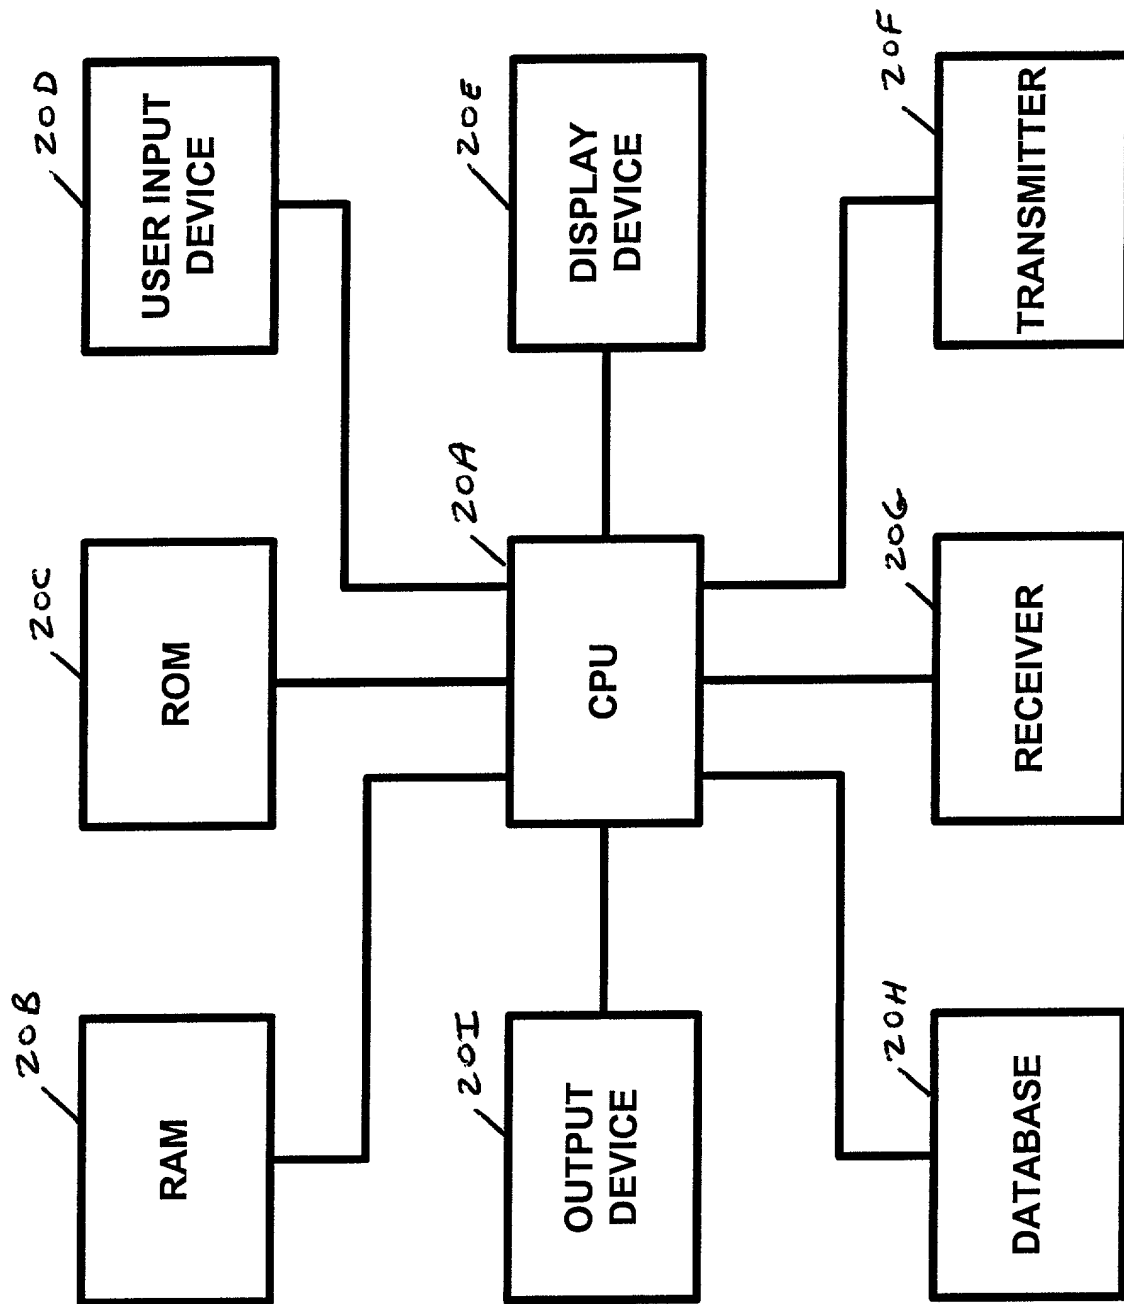 20B
RAM
20C
ROM
20D
USER INPUT
DEVICE
20I
OUTPUT
DEVICE
20A
CPU
20E
DISPLAY
DEVICE
20H
DATABASE
20G
RECEIVER
20F
TRANSMITTER